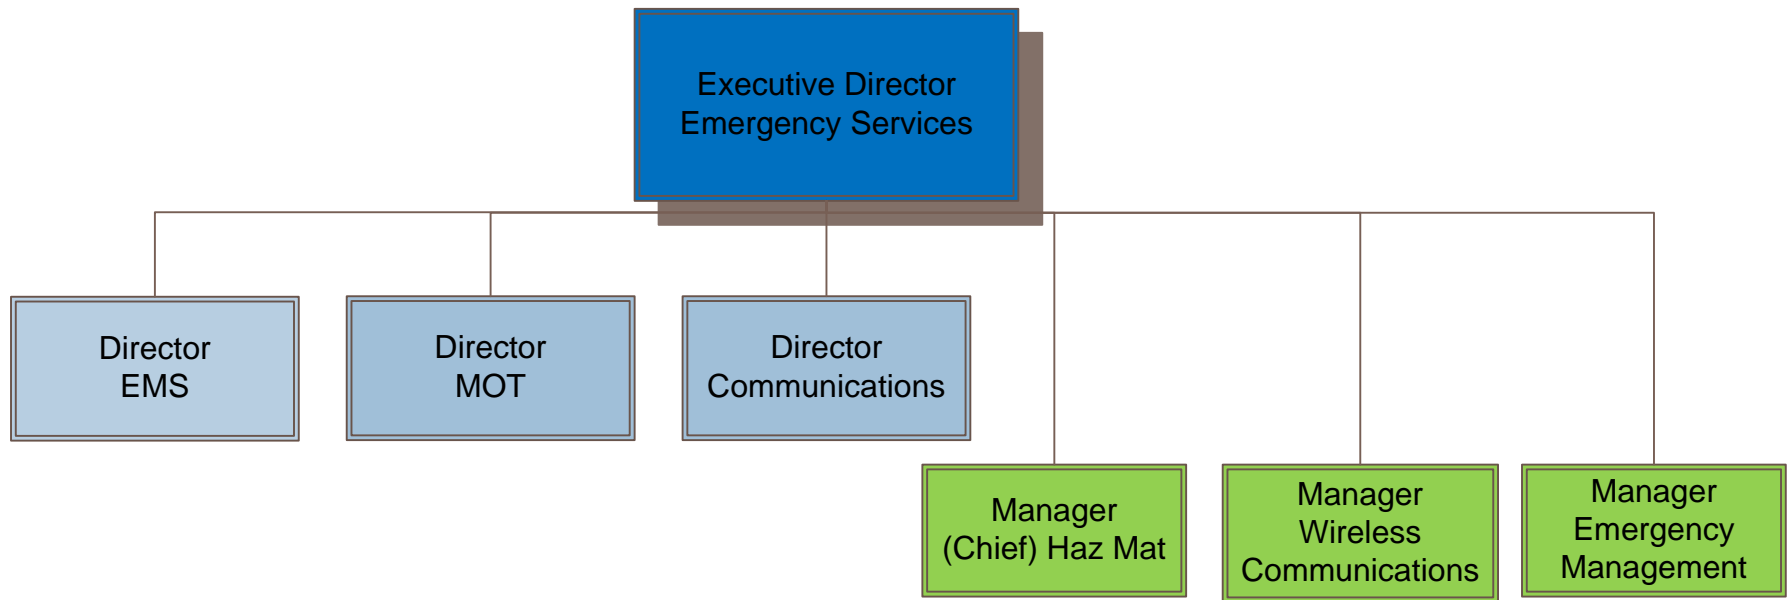 Executive Director
Emergency Services
Director
EMS
Director
MOT
Director
Communications
Manager
(Chief) Haz Mat
Manager
Wireless
Communications
Manager
Emergency
Management